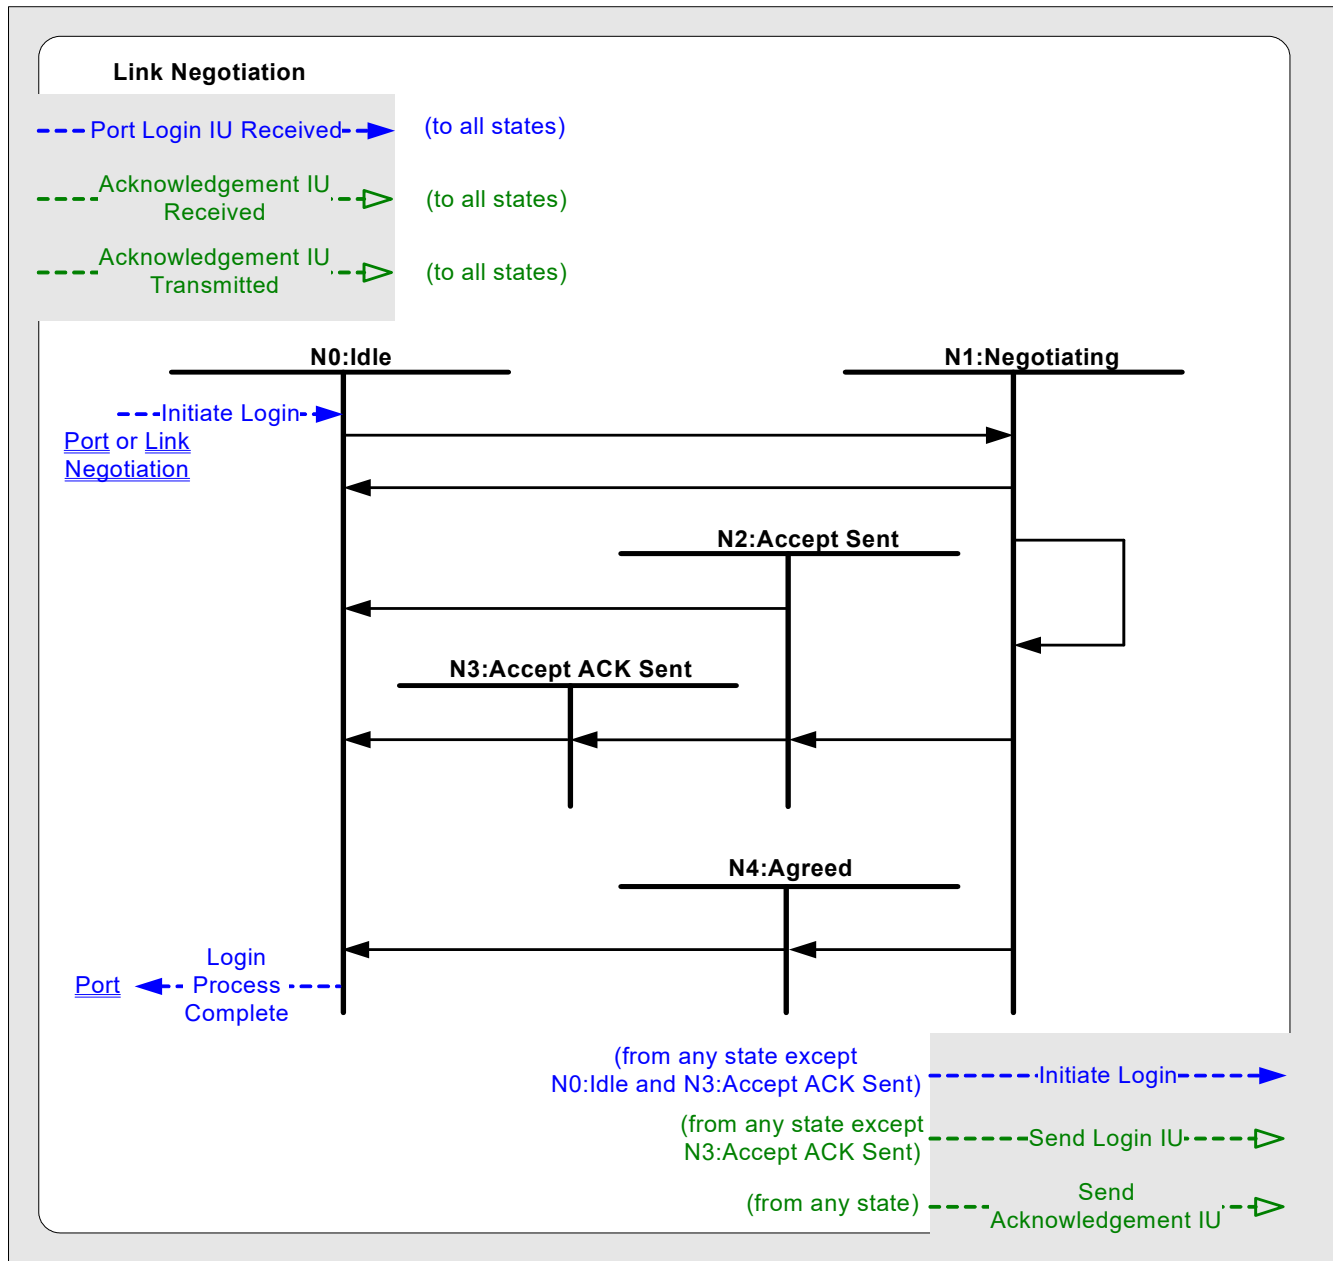 Link Negotiation
Port Login IU Received
(to all states)
Acknowledgement IU
Received
(to all states)
Acknowledgement IU
Transmitted
(to all states)
N0:Idle
N1:Negotiating
Initiate Login
Port or Link
Negotiation
N2:Accept Sent
N3:Accept ACK Sent
N4:Agreed
Login
Process
Complete
Port
(from any state except
N0:Idle and N3:Accept ACK Sent)
Initiate Login
(from any state except
N3:Accept ACK Sent)
Send Login IU
(from any state)
Send
Acknowledgement IU